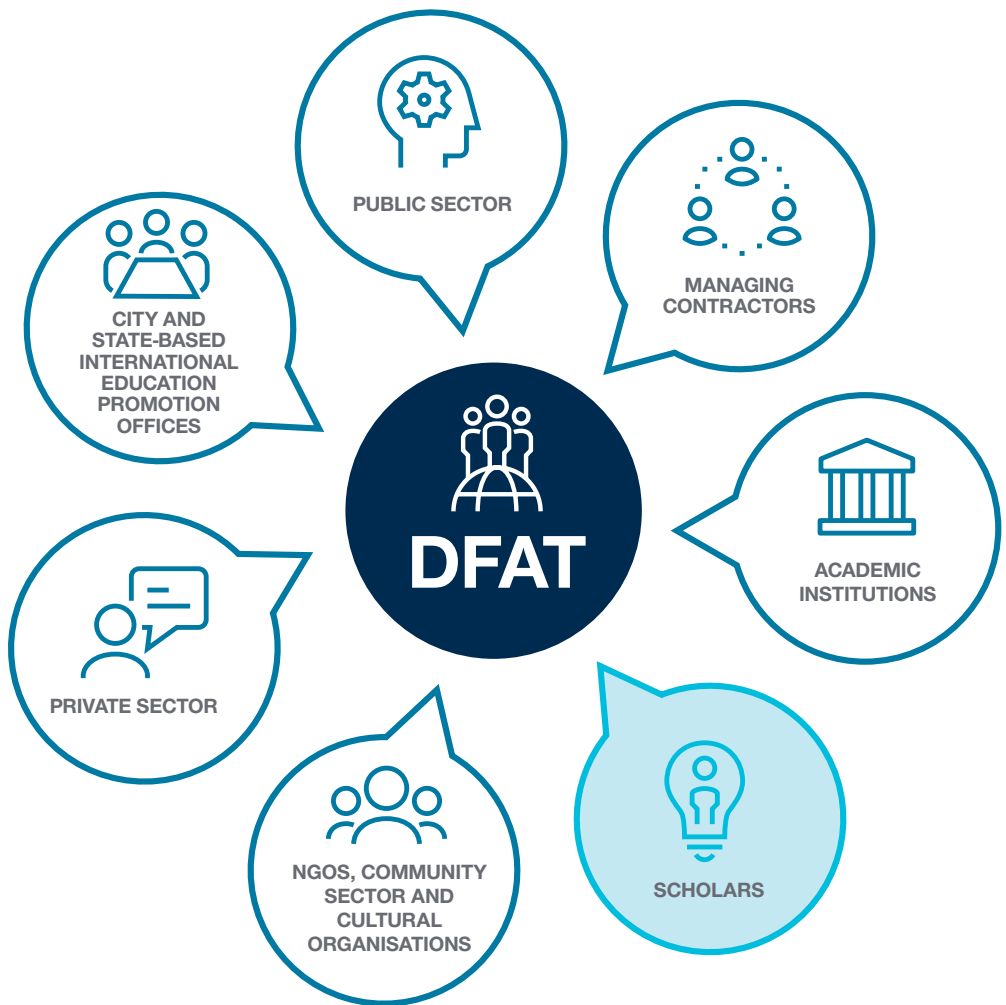 PUBLIC SECTOR
MANAGING
CONTRACTORS
CITY AND
STATE-BASED
INTERNATIONAL
EDUCATION
PROMOTION
OFFICES
DFAT
ACADEMIC
INSTITUTIONS
PRIVATE SECTOR
NGOS, COMMUNITY
SECTOR AND
CULTURAL
ORGANISATIONS
SCHOLARS